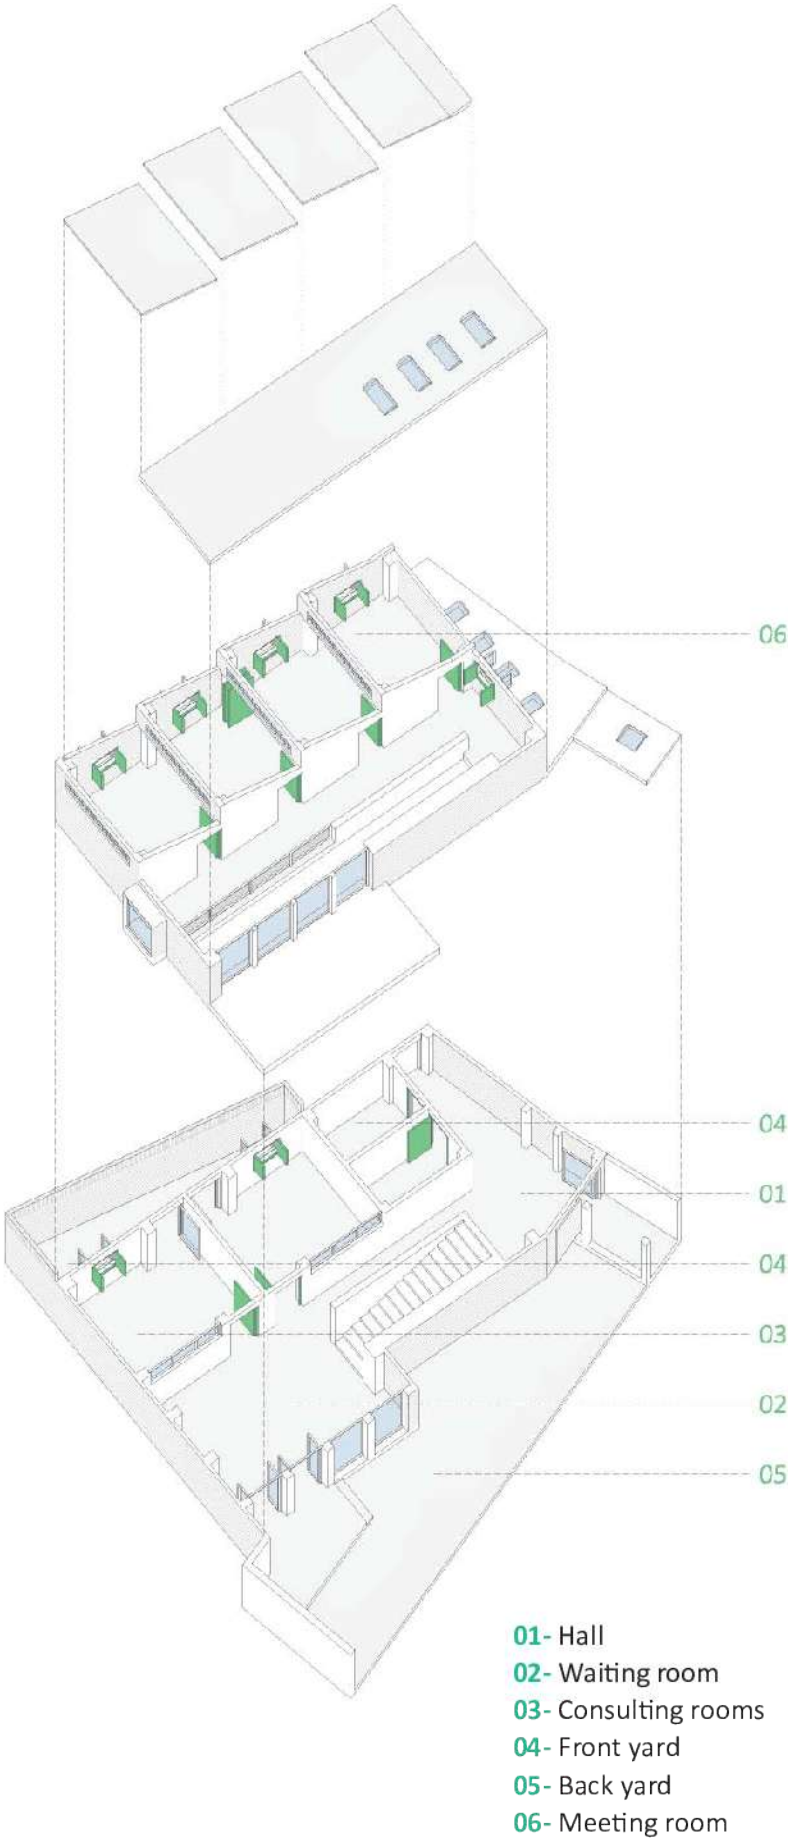 06
04
01
04
03
02
05
01- Hall
02- Waiting room
03- Consulting rooms
04- Front yard
05- Back yard
06- Meeting room